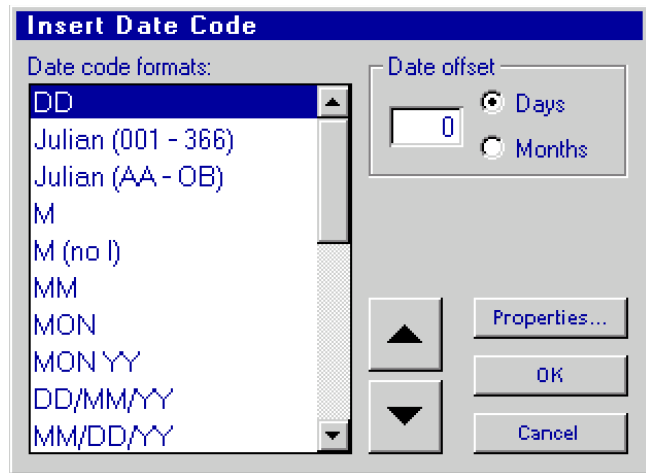 Insert Date Code
Date code formats:
DD
Julian (001 - 366)
Julian (AA - OB)
M
M (no I)
MM
MON
MON YY
DD/MM/YY
MM/DD/YY
Date offset
0
Days
Months
Properties...
OK
Cancel